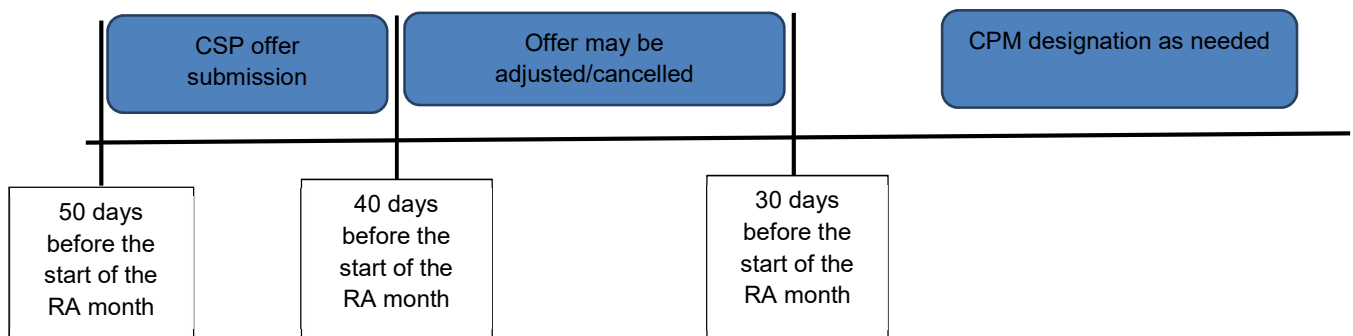 CSP offer
submission
Offer may be
adjusted/cancelled
CPM designation as needed
50 days
before the
start of the
RA month
40 days
before the
start of the
RA month
30 days
before the
start of the
RA month